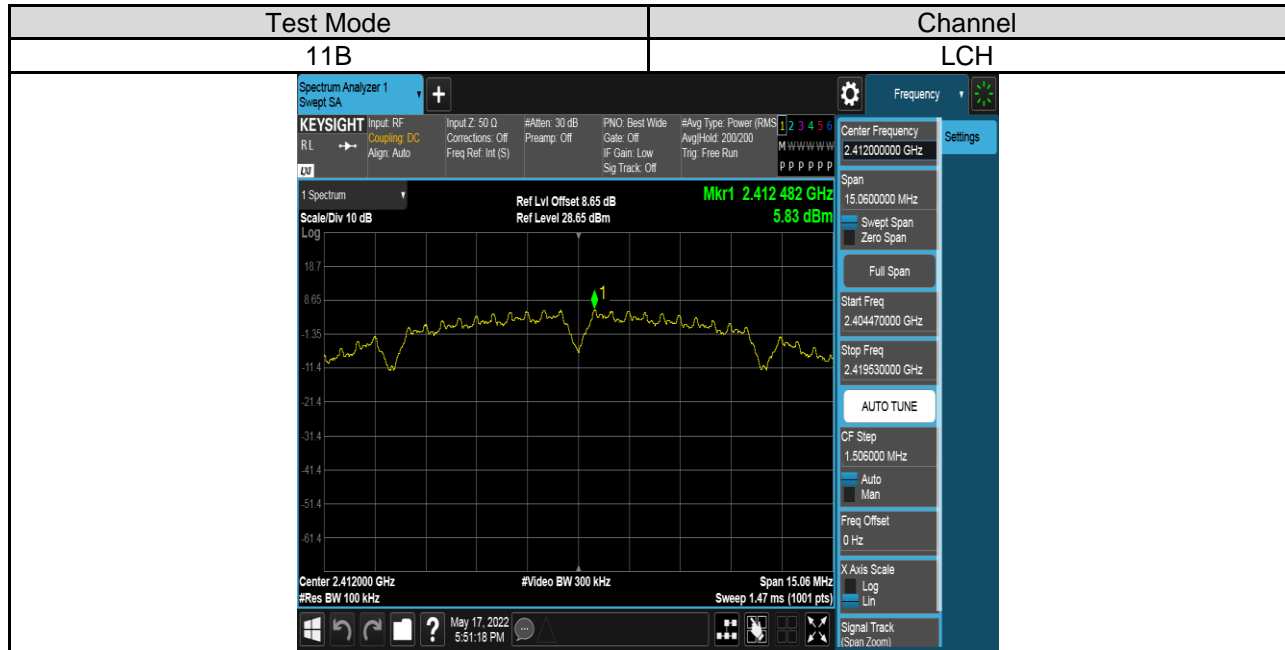 Test Mode Channel
11B LCH
Spectrum Analyzer 1
Swept SA
+
Frequency
KEYSIGHT Input: RF Input Z: 50 Ω #Atten: 30 dB PNO: Best Wide #Avg Type: Power (RMS 1 2 3 4 5 6
RL Coupling: DC Corrections: Off Preamp: Off Gate: Off Avg|Hold: 200/200 M W W W W W
Align: Auto Freq Ref: Int (S) IF Gain: Low Trig: Free Run
LXI Sig Track: Off P P P P P P
1 Spectrum Ref Lvl Offset 8.65 dB Mkr1 2.412 482 GHz
Scale/Div 10 dB Ref Level 28.65 dBm 5.83 dBm
Log
18.7
8.65
1
-1.35
-11.4
-21.4
-31.4
-41.4
-51.4
-61.4
Center 2.412000 GHz #Video BW 300 kHz Span 15.06 MHz
#Res BW 100 kHz Sweep 1.47 ms (1001 pts)
? May 17, 2022
5:51:18 PM
Center Frequency
2.412000000 GHz
Settings
Span
15.0600000 MHz
Swept Span
Zero Span
Full Span
Start Freq
2.404470000 GHz
Stop Freq
2.419530000 GHz
AUTO TUNE
CF Step
1.506000 MHz
Auto
Man
Freq Offset
0 Hz
X Axis Scale
Log
Lin
Signal Track
(Span Zoom)